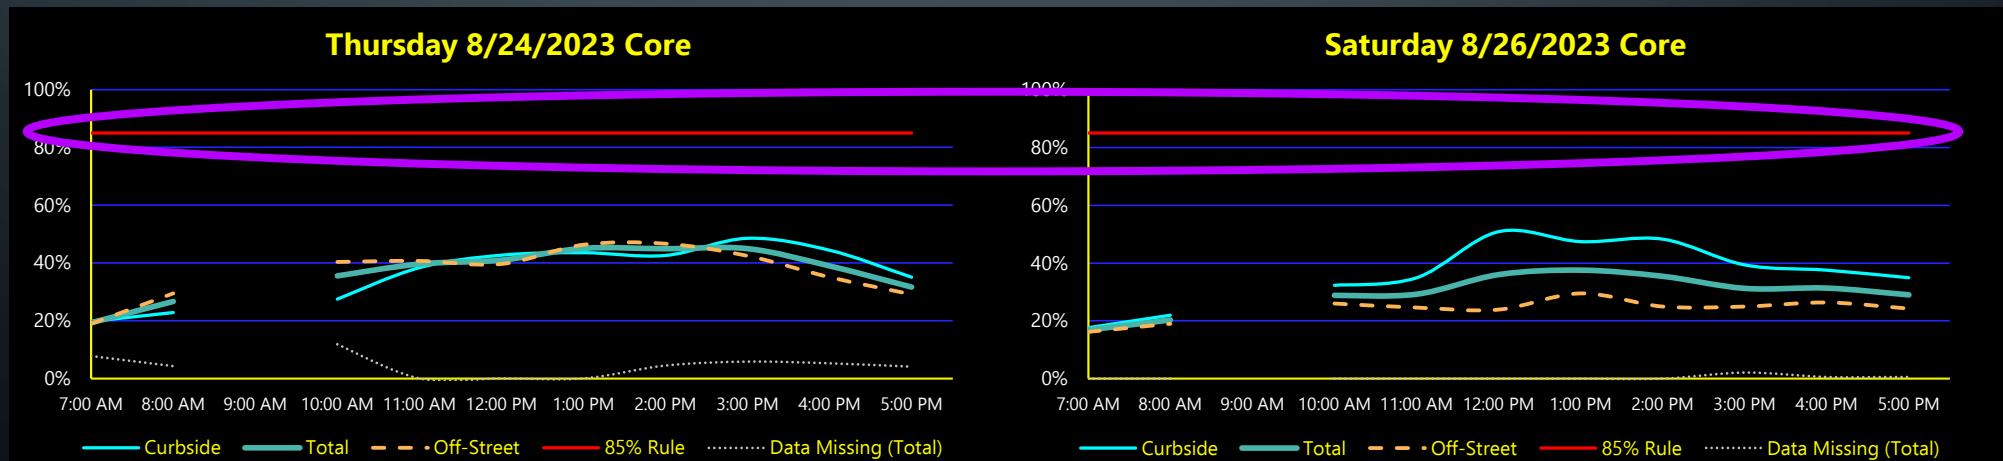 Thursday 8/24/2023 Core
100%
80%
60%
40%
20%
0%
7:00 AM 8:00 AM 9:00 AM 10:00 AM 11:00 AM 12:00 PM 1:00 PM 2:00 PM 3:00 PM 4:00 PM 5:00 PM
Curbside Total Off-Street 85% Rule Data Missing (Total)
Saturday 8/26/2023 Core
100%
80%
60%
40%
20%
0%
7:00 AM 8:00 AM 9:00 AM 10:00 AM 11:00 AM 12:00 PM 1:00 PM 2:00 PM 3:00 PM 4:00 PM 5:00 PM
Curbside Total Off-Street 85% Rule Data Missing (Total)